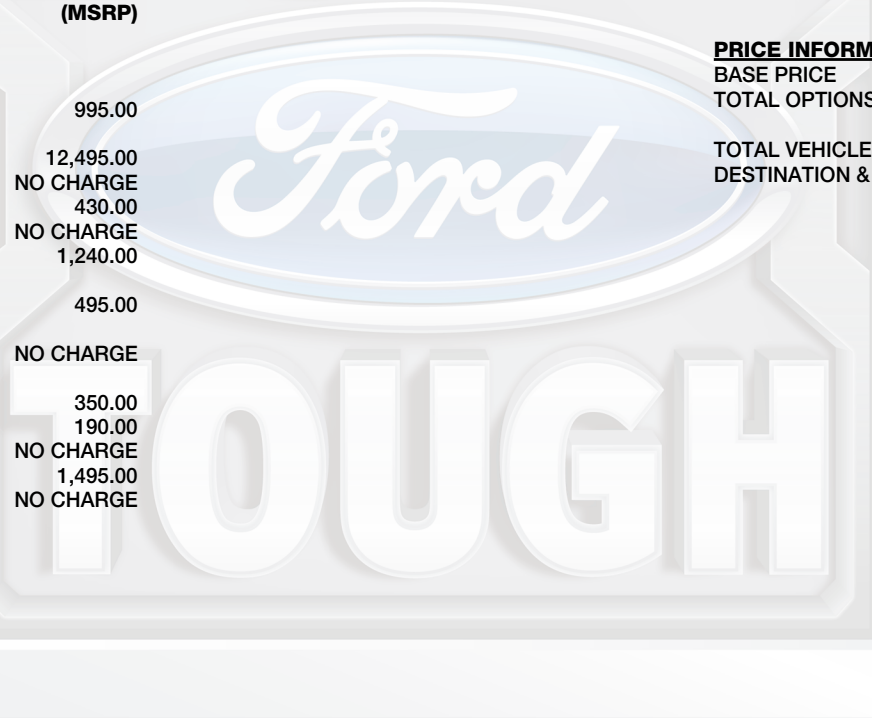 (MSRP)
995.00
12,495.00
NO CHARGE
430.00
NO CHARGE
1,240.00
495.00
NO CHARGE
350.00
190.00
NO CHARGE
1,495.00
NO CHARGE
PRICE INFORM
BASE PRICE
TOTAL OPTIONS
TOTAL VEHICLE
DESTINATION &
Ford
TOUGH